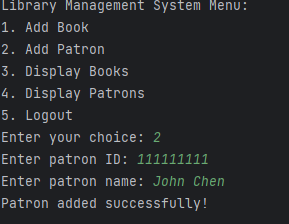 Library Management System Menu:
1. Add Book
2. Add Patron
3. Display Books
4. Display Patrons
5. Logout
Enter your choice: 2
Enter patron ID: 111111111
Enter patron name: John Chen
Patron added successfully!